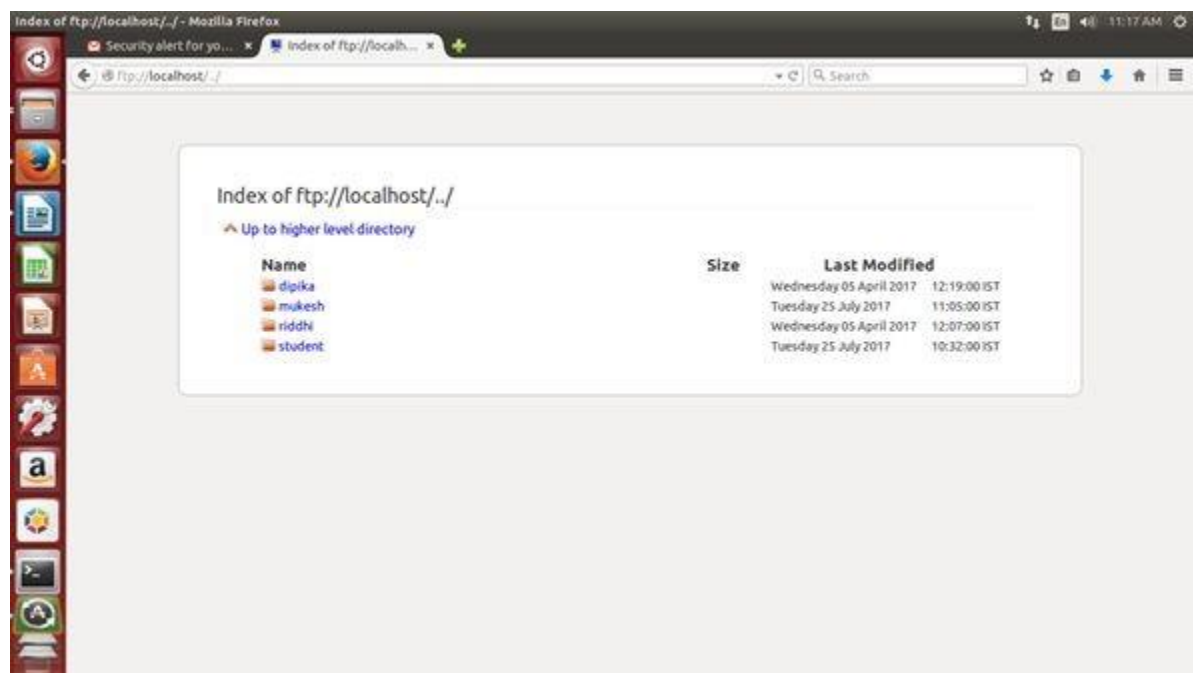 Index of ftp://localhost/../ - Mozilla Firefox
En 11:17 AM
Security alert for yo... × Index of ftp://localh... ×
ftp://localhost/../ Search
Index of ftp://localhost/../
Up to higher level directory
Name Size Last Modified
dipika Wednesday 05 April 2017 12:19:00 IST
mukesh Tuesday 25 July 2017 11:05:00 IST
riddhi Wednesday 05 April 2017 12:07:00 IST
student Tuesday 25 July 2017 10:32:00 IST
a
>_